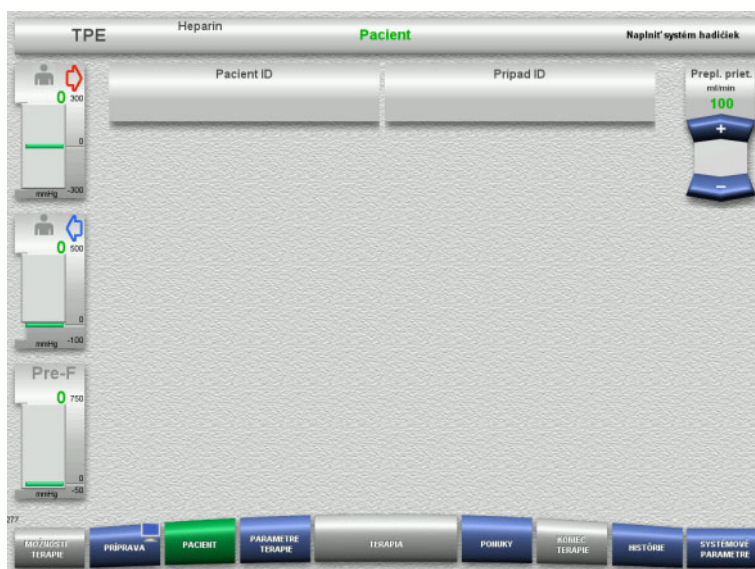 TPE
Heparin
Pacient
Naplniť systém hadičiek
0
300
0
-300
mmHg
Pacient ID
Prípad ID
Prepl. priet.
ml/min
100
+
–
0
500
0
-100
mmHg
Pre-F
0
750
0
-50
mmHg
277
MOŽNOSTI
TERAPIE
PRÍPRAVA
PACIENT
PARAMETRE
TERAPIE
TERAPIA
PONUKY
KONIEC
TERAPIE
HISTÓRIE
SYSTÉMOVÉ
PARAMETRE